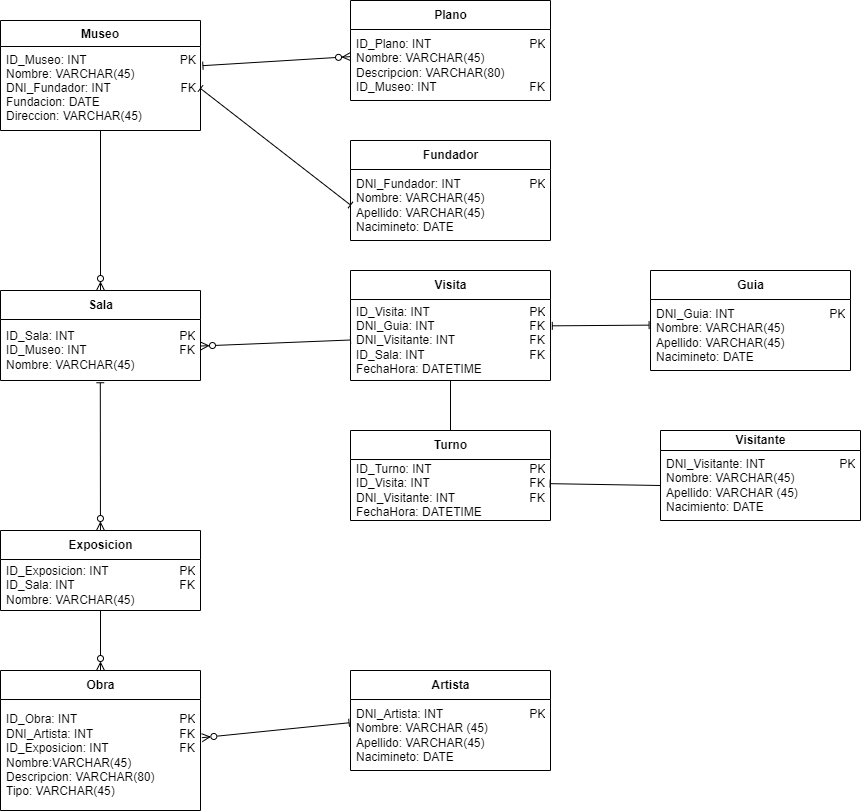 Museo
ID_Museo: INT PK
Nombre: VARCHAR(45)
DNI_Fundador: INT FK
Fundacion: DATE
Direccion: VARCHAR(45)
Plano
ID_Plano: INT PK
Nombre: VARCHAR(45)
Descripcion: VARCHAR(80)
ID_Museo: INT FK
Fundador
DNI_Fundador: INT PK
Nombre: VARCHAR(45)
Apellido: VARCHAR(45)
Nacimineto: DATE
Sala
ID_Sala: INT PK
ID_Museo: INT FK
Nombre: VARCHAR(45)
Visita
ID_Visita: INT PK
DNI_Guia: INT FK
DNI_Visitante: INT FK
ID_Sala: INT FK
FechaHora: DATETIME
Guia
DNI_Guia: INT PK
Nombre: VARCHAR(45)
Apellido: VARCHAR(45)
Nacimineto: DATE
Turno
ID_Turno: INT PK
ID_Visita: INT FK
DNI_Visitante: INT FK
FechaHora: DATETIME
Visitante
DNI_Visitante: INT PK
Nombre: VARCHAR(45)
Apellido: VARCHAR (45)
Nacimiento: DATE
Exposicion
ID_Exposicion: INT PK
ID_Sala: INT FK
Nombre: VARCHAR(45)
Obra
ID_Obra: INT PK
DNI_Artista: INT FK
ID_Exposicion: INT FK
Nombre:VARCHAR(45)
Descripcion: VARCHAR(80)
Tipo: VARCHAR(45)
Artista
DNI_Artista: INT PK
Nombre: VARCHAR (45)
Apellido: VARCHAR(45)
Nacimineto: DATE